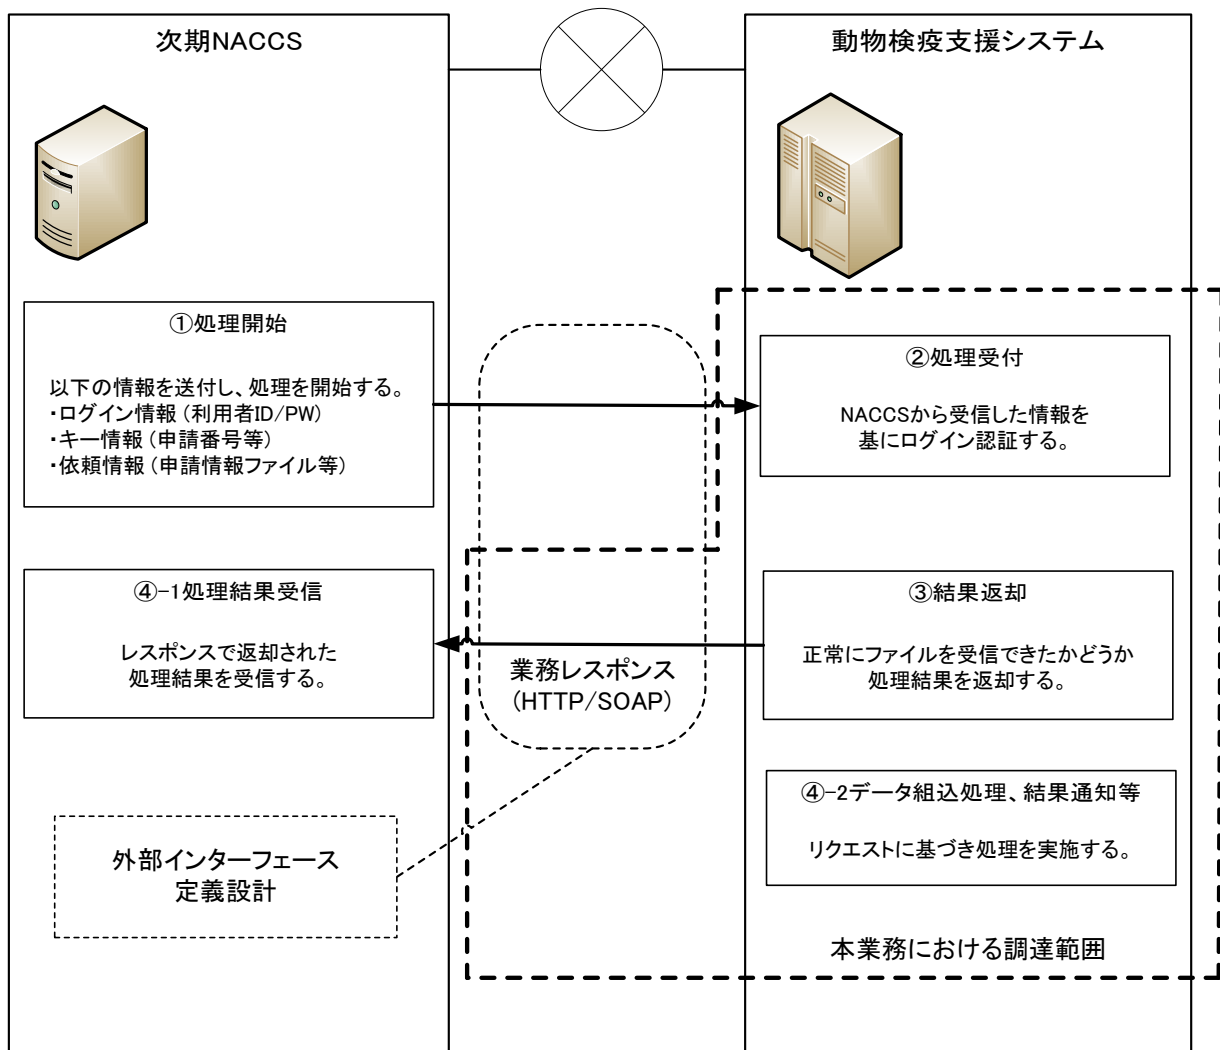 次期NACCS
動物検疫支援システム
①処理開始
以下の情報を送付し、処理を開始する。
・ログイン情報(利用者ID/PW)
・キー情報(申請番号等)
・依頼情報(申請情報ファイル等)
②処理受付
NACCSから受信した情報を
基にログイン認証する。
④-1処理結果受信
レスポンスで返却された
処理結果を受信する。
業務レスポンス
(HTTP/SOAP)
③結果返却
正常にファイルを受信できたかどうか
処理結果を返却する。
④-2データ組込処理、結果通知等
リクエストに基づき処理を実施する。
外部インターフェース
定義設計
本業務における調達範囲